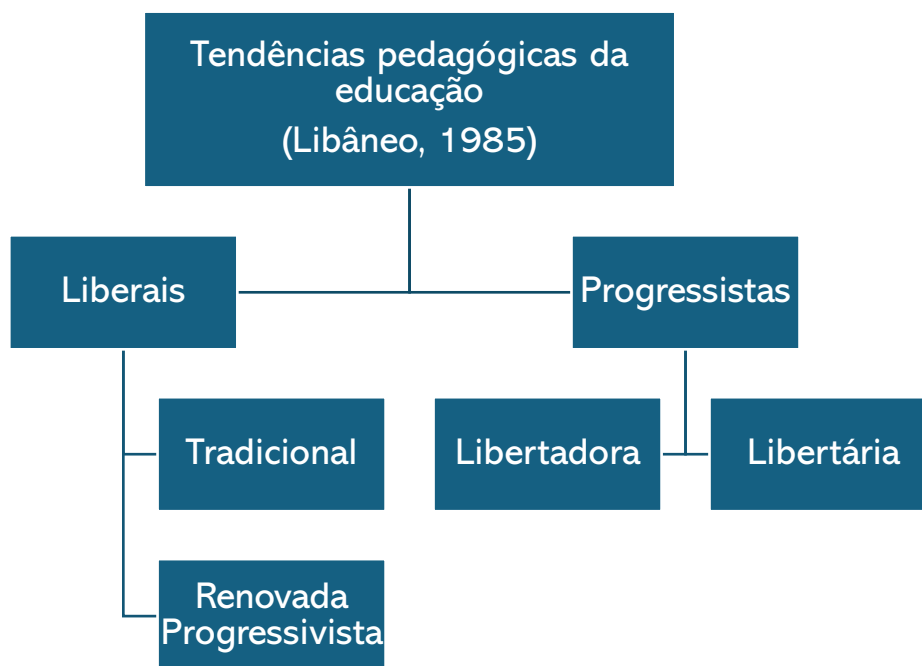 Tendências pedagógicas da
educação
(Libâneo, 1985)
Liberais
Progressistas
Tradicional
Libertadora
Libertária
Renovada
Progressivista